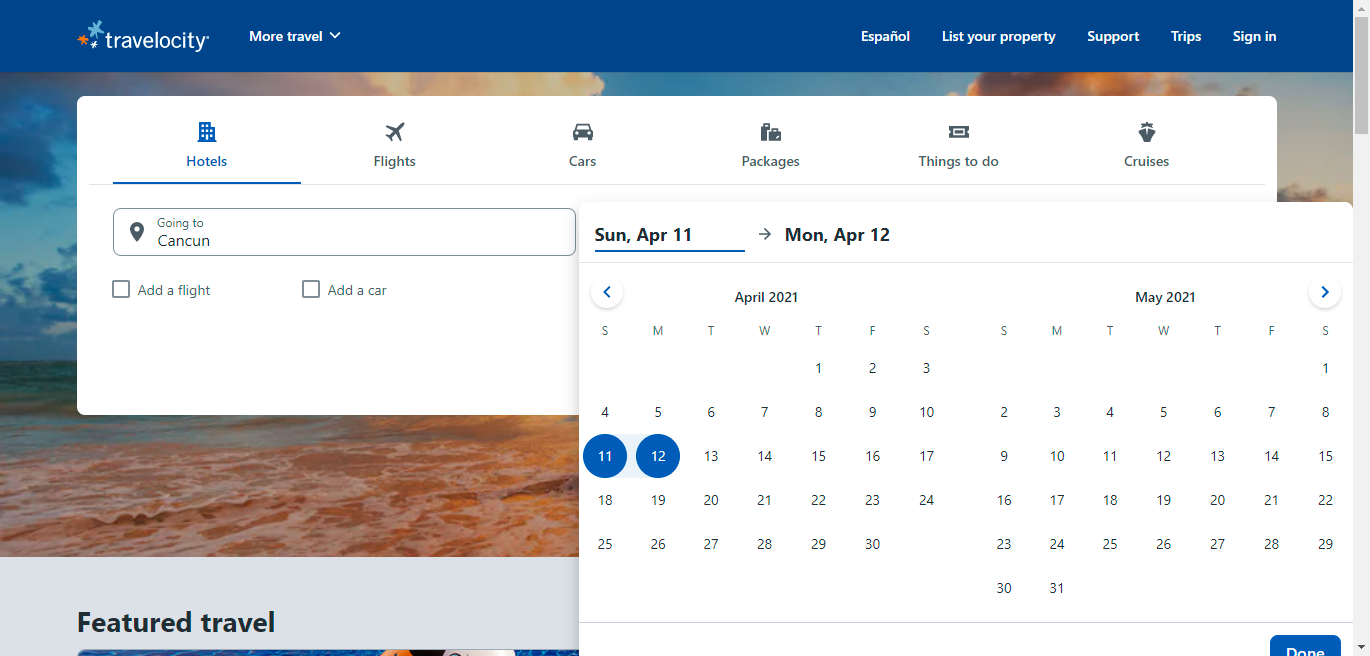 travelocity More travel Español List your property Support Trips Sign in
Hotels Flights Cars Packages Things to do Cruises
Going to
Cancun
Add a flight Add a car
Sun, Apr 11 Mon, Apr 12
April 2021
S M T W T F S
1 2 3
4 5 6 7 8 9 10
11 12 13 14 15 16 17
18 19 20 21 22 23 24
25 26 27 28 29 30
May 2021
S M T W T F S
1
2 3 4 5 6 7 8
9 10 11 12 13 14 15
16 17 18 19 20 21 22
23 24 25 26 27 28 29
30 31
Done
Featured travel